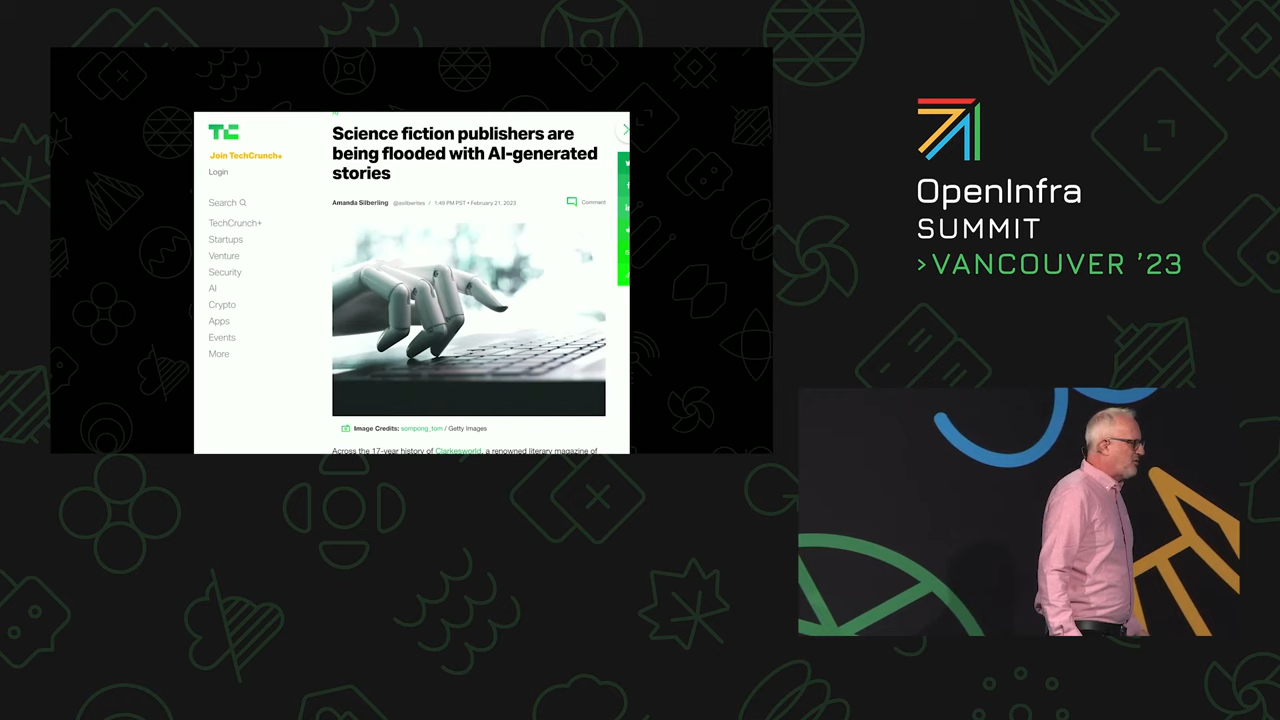 TC
Join TechCrunch+
Login
Search
TechCrunch+
Startups
Venture
Security
AI
Crypto
Apps
Events
More
Science fiction publishers are
being flooded with AI-generated
stories
Amanda Silberling @asilbwrites / 1:49 PM PST • February 21, 2023
Comment
Image Credits: sompong_tom / Getty Images
Across the 17-year history of Clarkesworld, a renowned literary magazine of
OpenInfra
SUMMIT
>VANCOUVER '23